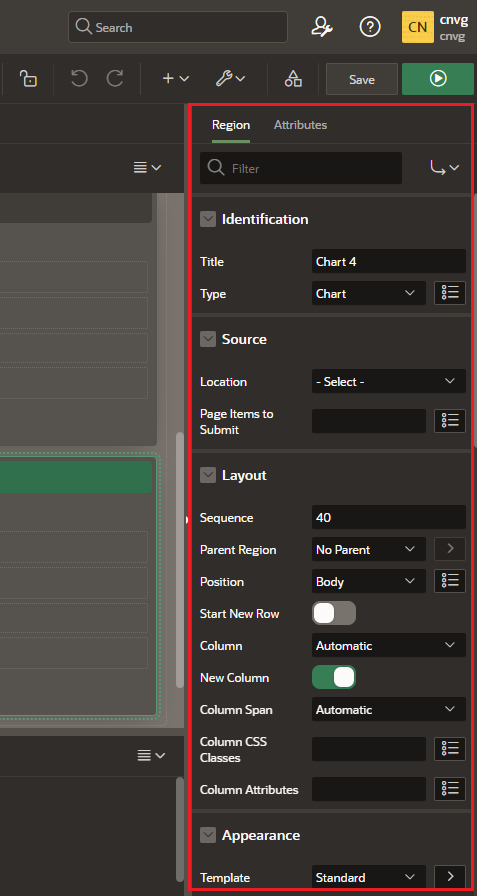 Search
CN
cnvg
cnvg
Save
Region
Attributes
Filter
Identification
Title
Chart 4
Type
Chart
Source
Location
- Select -
Page Items to
Submit
Layout
Sequence
40
Parent Region
No Parent
Position
Body
Start New Row
Column
Automatic
New Column
Column Span
Automatic
Column CSS
Classes
Column Attributes
Appearance
Template
Standard